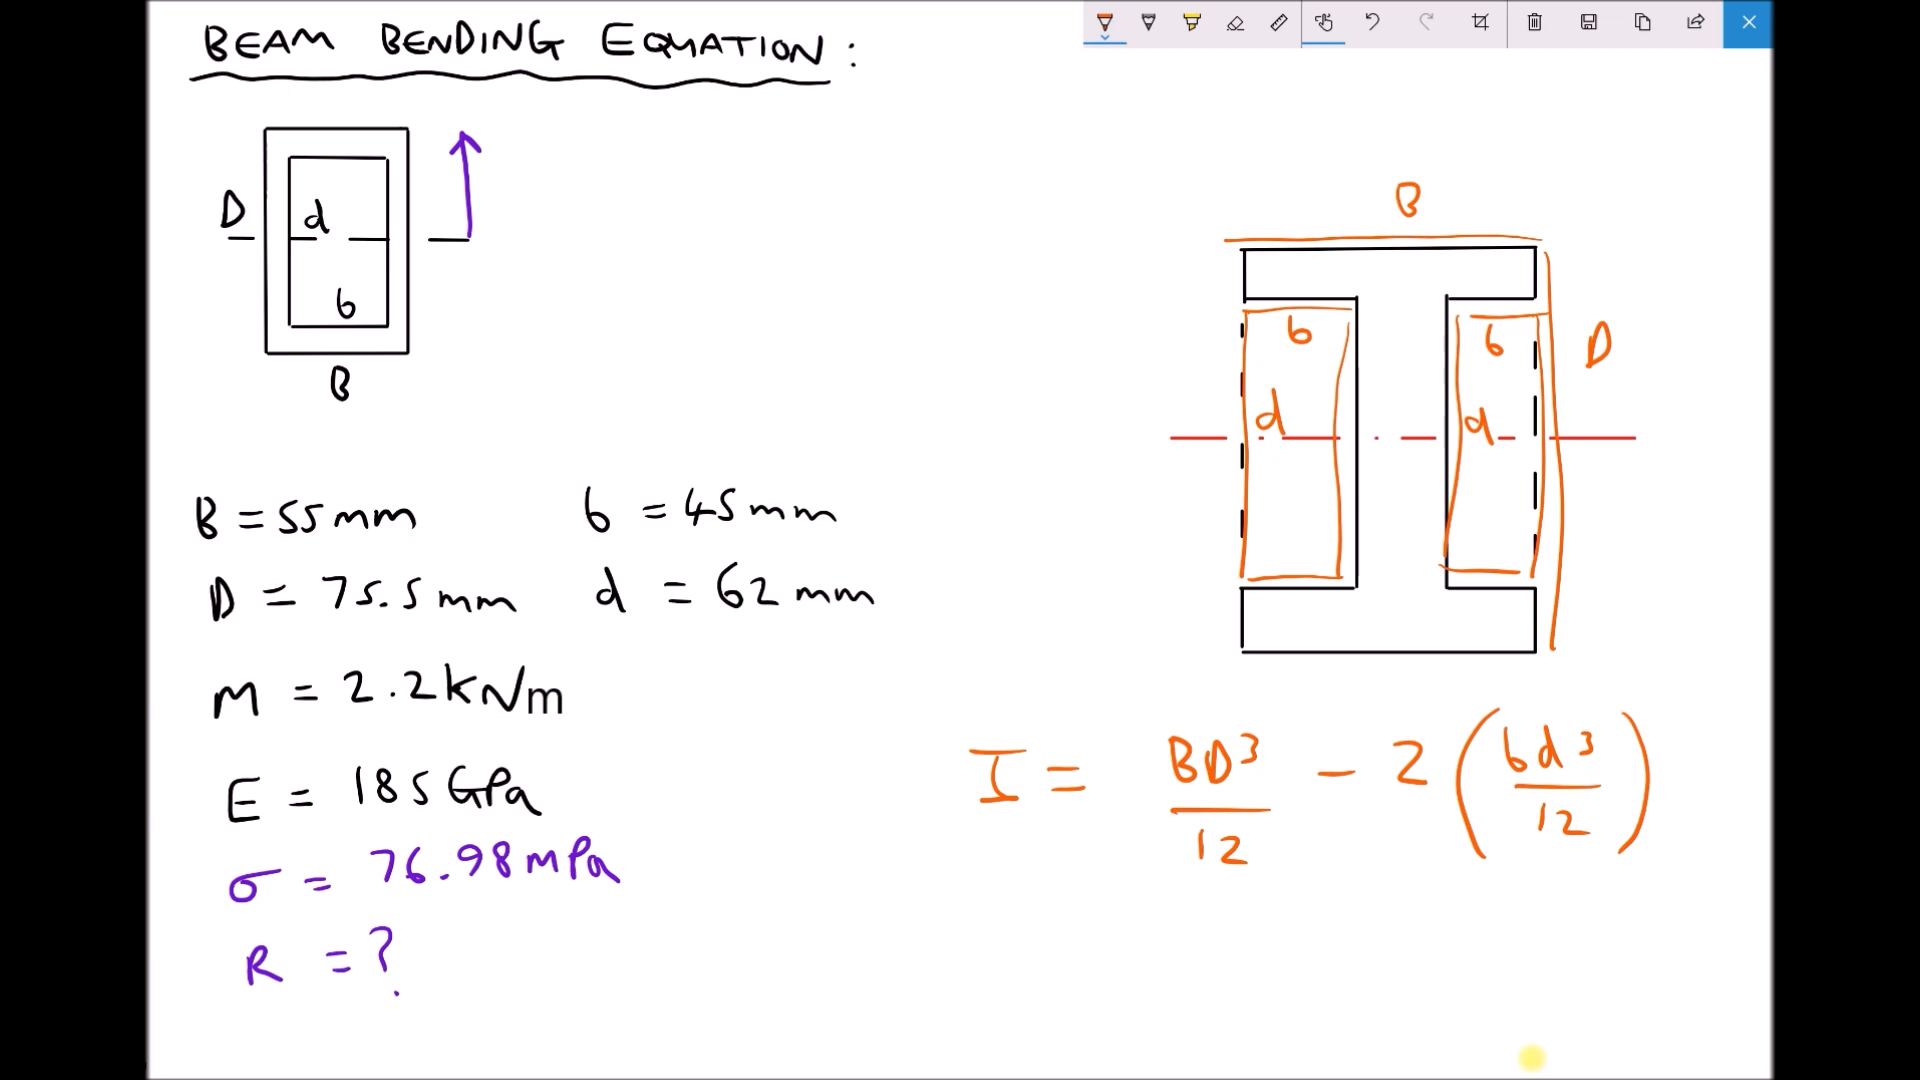 BEAM BENDING EQUATION:
D
d
b
B
B = 55 mm b = 45 mm
D = 75.5 mm d = 62 mm
M = 2.2 kNm
E = 185 GPa
σ = 76.98 MPa
R = ?
B
b b D
d d
I = BD³/12 - 2(bd³/12)